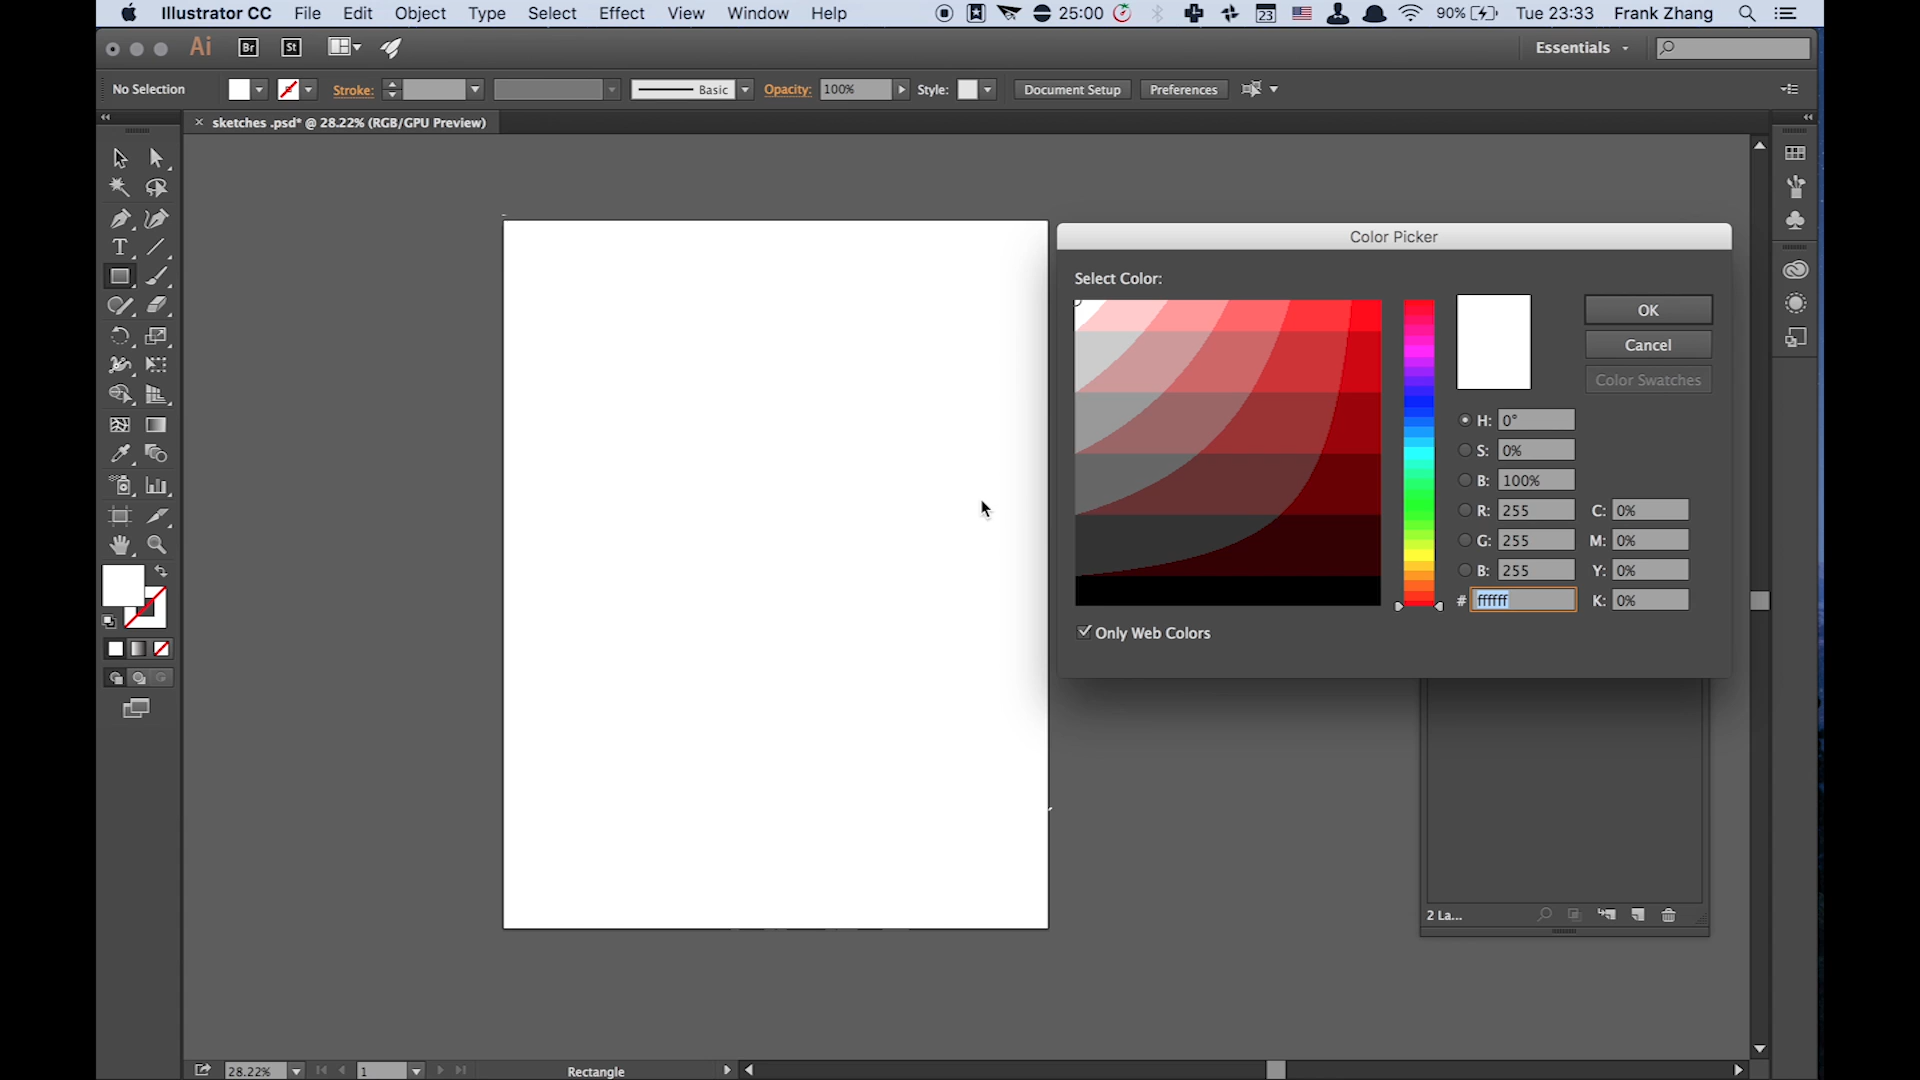 Illustrator CC File Edit Object Type Select Effect View Window Help 25:00 23 90% Tue 23:33 Frank Zhang
Ai Br St Essentials
No Selection Stroke: Basic Opacity: 100% Style: Document Setup Preferences
× sketches .psd* @ 28.22% (RGB/GPU Preview)
T
Color Picker
Select Color:
OK
Cancel
Color Swatches
H: 0°
S: 0%
B: 100%
R: 255 C: 0%
G: 255 M: 0%
B: 255 Y: 0%
# ffffff K: 0%
Only Web Colors
2 La...
28.22% 1 Rectangle